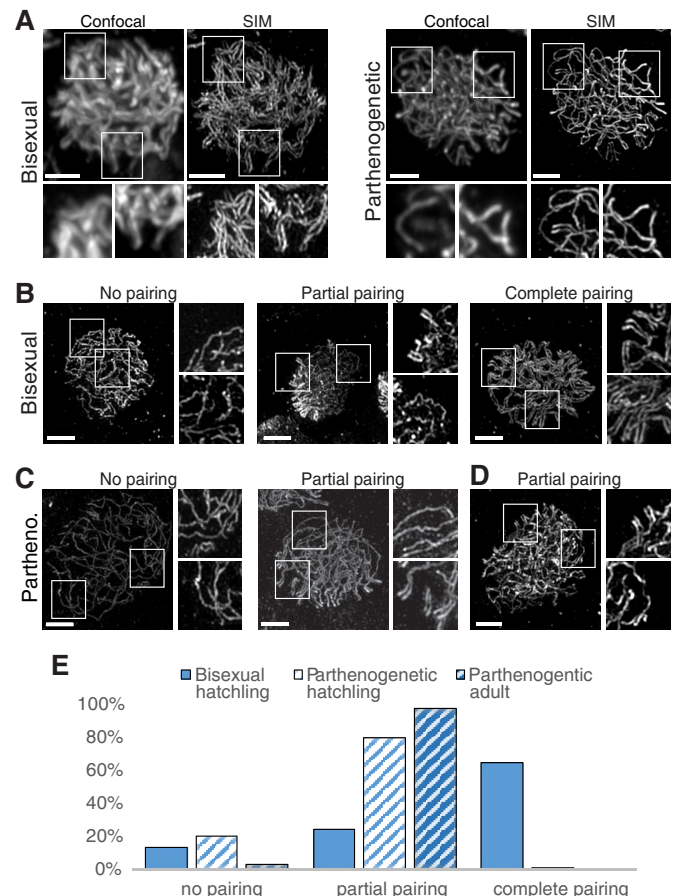 A
Confocal SIM Confocal SIM
Bisexual
Parthenogenetic
B
No pairing Partial pairing Complete pairing
Bisexual
C
No pairing Partial pairing
D
Partial pairing
Partheno.
E
Bisexual
hatchling
Parthenogenetic
hatchling
Parthenogentic
adult
100%
80%
60%
40%
20%
0%
no pairing partial pairing complete pairing